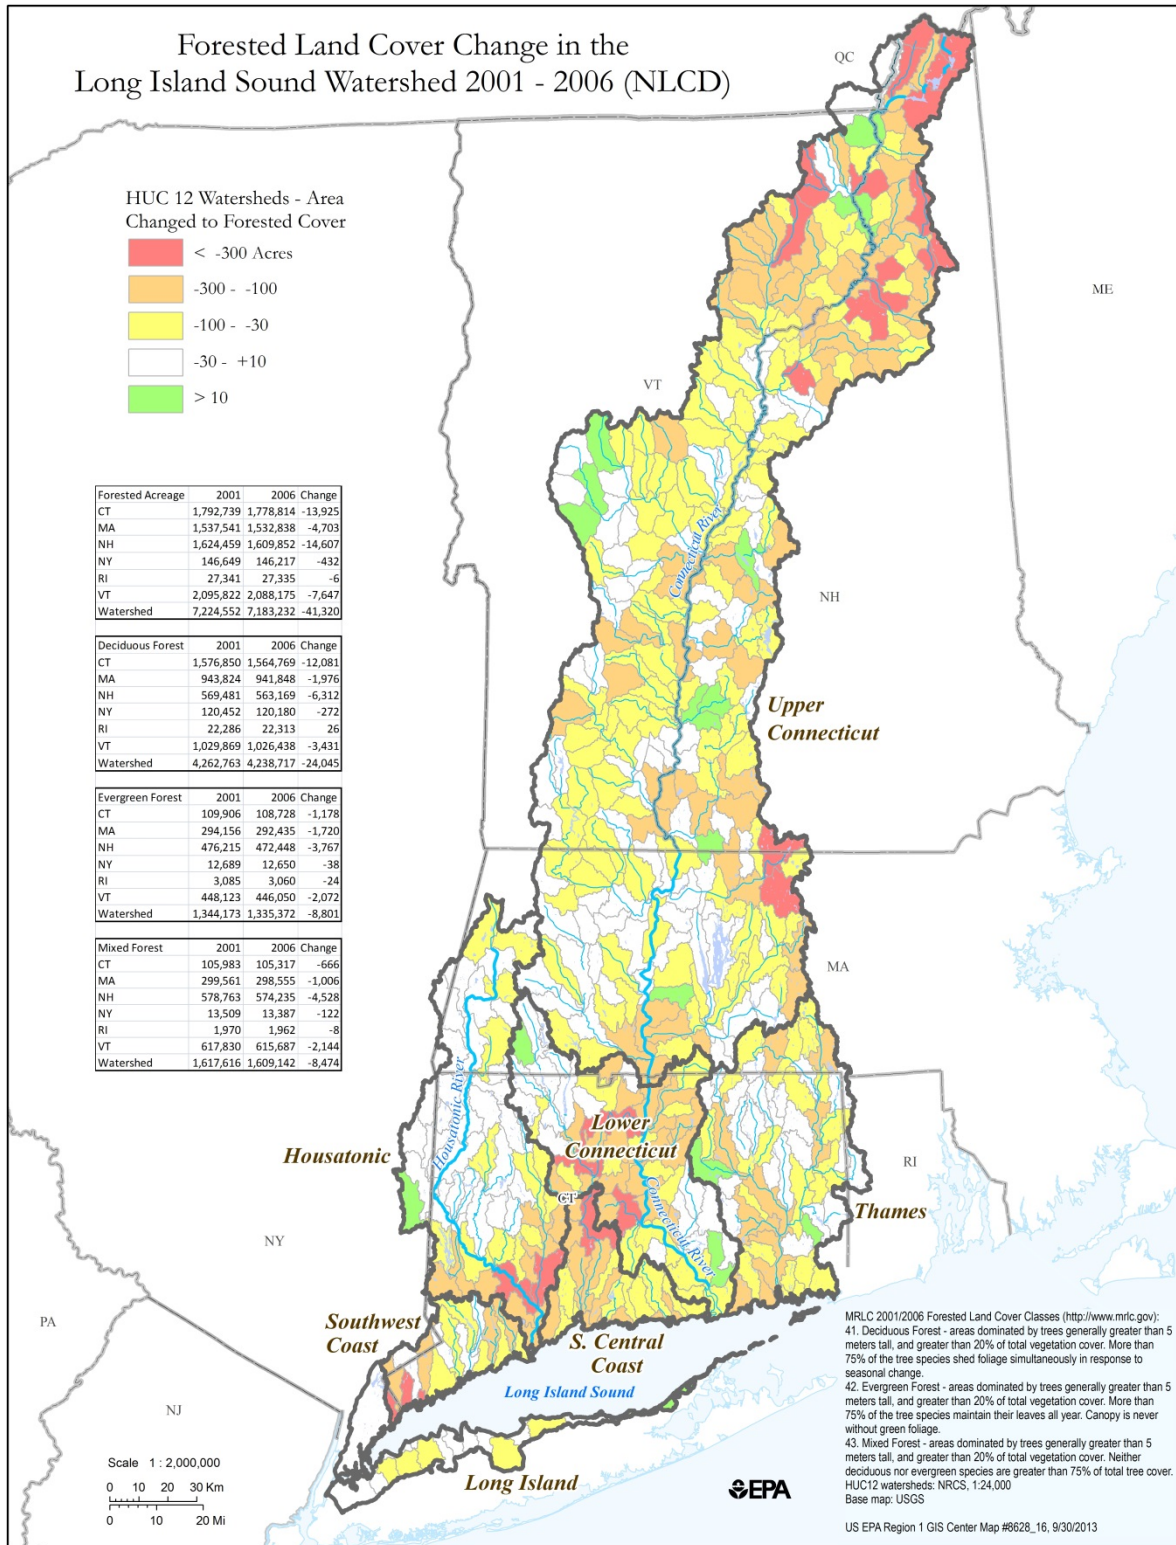 Forested Land Cover Change in the
Long Island Sound Watershed 2001 - 2006 (NLCD)
QC
HUC 12 Watersheds - Area
Changed to Forested Cover
< -300 Acres
-300 - -100
-100 - -30
-30 - +10
> 10
ME
VT
Forested Acreage 2001 2006 Change
CT 1,792,739 1,778,814 -13,925
MA 1,537,541 1,532,838 -4,703
NH 1,624,459 1,609,852 -14,607
NY 146,649 146,217 -432
RI 27,341 27,335 -6
VT 2,095,822 2,088,175 -7,647
Watershed 7,224,552 7,183,232 -41,320
Deciduous Forest 2001 2006 Change
CT 1,576,850 1,564,769 -12,081
MA 943,824 941,848 -1,976
NH 569,481 563,169 -6,312
NY 120,452 120,180 -272
RI 22,286 22,313 26
VT 1,029,869 1,026,438 -3,431
Watershed 4,262,763 4,238,717 -24,045
Evergreen Forest 2001 2006 Change
CT 109,906 108,728 -1,178
MA 294,156 292,435 -1,720
NH 476,215 472,448 -3,767
NY 12,689 12,650 -38
RI 3,085 3,060 -24
VT 448,123 446,050 -2,072
Watershed 1,344,173 1,335,372 -8,801
Mixed Forest 2001 2006 Change
CT 105,983 105,317 -666
MA 299,561 298,555 -1,006
NH 578,763 574,235 -4,528
NY 13,509 13,387 -122
RI 1,970 1,962 -8
VT 617,830 615,687 -2,144
Watershed 1,617,616 1,609,142 -8,474
Connecticut River
NH
Upper
Connecticut
MA
Housatonic River
Housatonic
Lower
Connecticut
CT
Connecticut River
RI
Thames
NY
PA
NJ
Southwest
Coast
S. Central
Coast
Long Island Sound
Long Island
Scale 1 : 2,000,000
0 10 20 30 Km
0 10 20 Mi
EPA
MRLC 2001/2006 Forested Land Cover Classes (http://www.mrlc.gov):
41. Deciduous Forest - areas dominated by trees generally greater than 5
meters tall, and greater than 20% of total vegetation cover. More than
75% of the tree species shed foliage simultaneously in response to
seasonal change.
42. Evergreen Forest - areas dominated by trees generally greater than 5
meters tall, and greater than 20% of total vegetation cover. More than
75% of the tree species maintain their leaves all year. Canopy is never
without green foliage.
43. Mixed Forest - areas dominated by trees generally greater than 5
meters tall, and greater than 20% of total vegetation cover. Neither
deciduous nor evergreen species are greater than 75% of total tree cover.
HUC12 watersheds: NRCS, 1:24,000
Base map: USGS
US EPA Region 1 GIS Center Map #8628_16, 9/30/2013